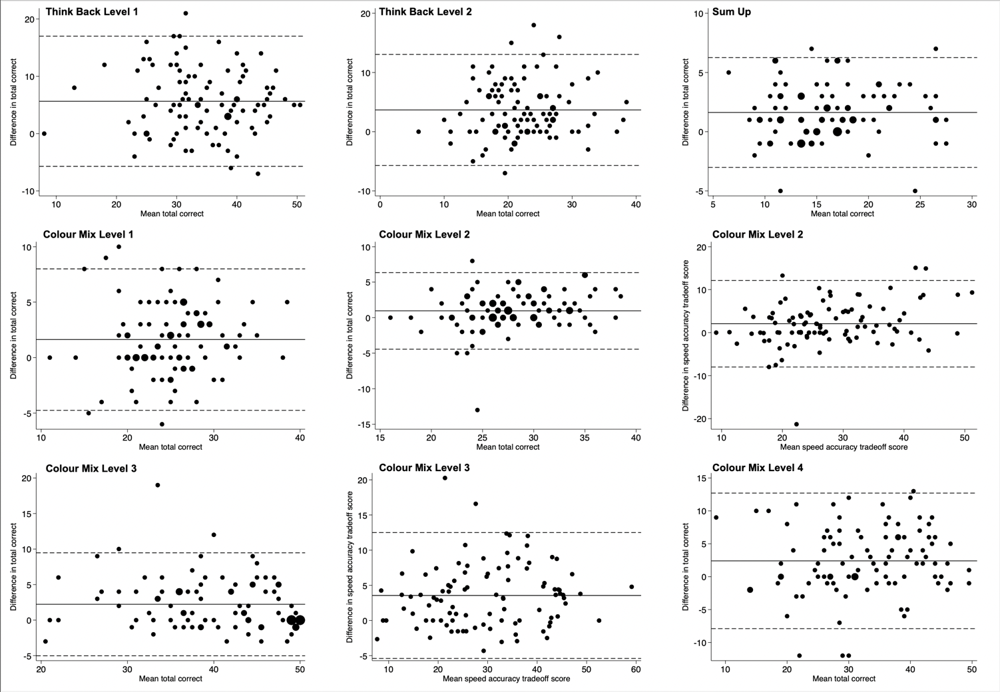 Think Back Level 1
Difference in total correct
20
10
0
-10
10 20 30 40 50
Mean total correct
Think Back Level 2
Difference in total correct
20
10
0
-10
0 10 20 30 40
Mean total correct
Sum Up
Difference in total correct
10
5
0
-5
5 10 15 20 25 30
Mean total correct
Colour Mix Level 1
Difference in total correct
10
5
0
-5
10 20 30 40
Mean total correct
Colour Mix Level 2
Difference in total correct
10
5
0
-5
-10
-15
15 20 25 30 35 40
Mean total correct
Colour Mix Level 2
Difference in speed accuracy tradeoff score
20
10
0
-10
-20
10 20 30 40 50
Mean speed accuracy tradeoff score
Colour Mix Level 3
Difference in total correct
20
15
10
5
0
-5
20 30 40 50
Mean total correct
Colour Mix Level 3
Difference in speed accuracy tradeoff score
20
15
10
5
0
-5
10 20 30 40 50 60
Mean speed accuracy tradeoff score
Colour Mix Level 4
Difference in total correct
15
10
5
0
-5
-10
10 20 30 40 50
Mean total correct